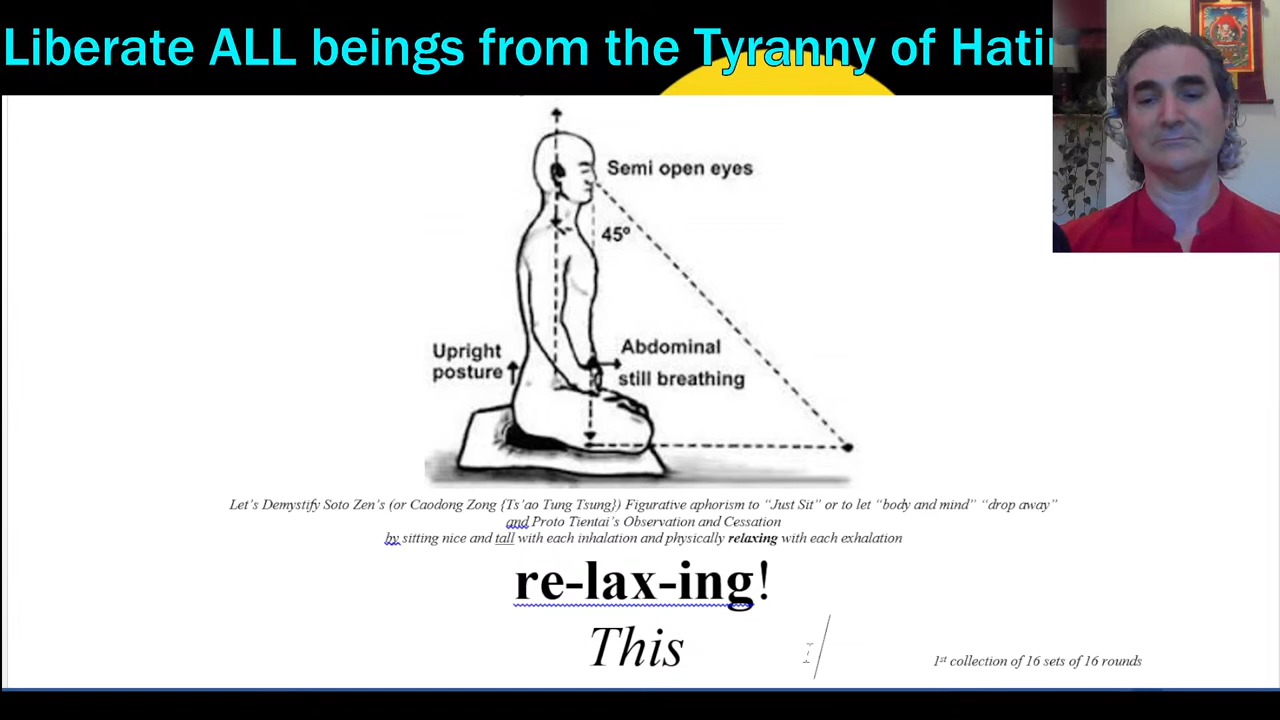 Liberate ALL beings from the Tyranny of Hatin
Semi open eyes
45º
Upright
posture
Abdominal
still breathing
Let's Demystify Soto Zen's (or Caodong Zong {Ts'ao Tung Tsung}) Figurative aphorism to "Just Sit" or to let "body and mind" "drop away"
and Proto Tientai's Observation and Cessation
by sitting nice and tall with each inhalation and physically relaxing with each exhalation
re-lax-ing!
This
1st collection of 16 sets of 16 rounds